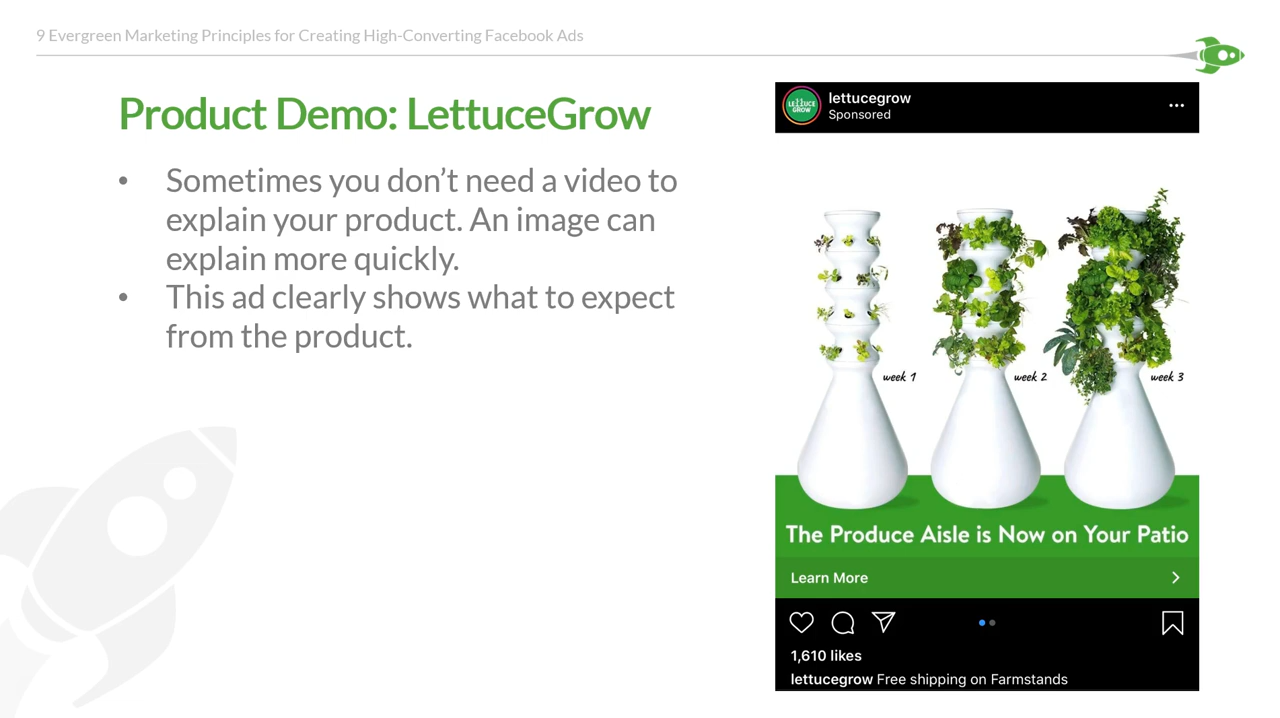 9 Evergreen Marketing Principles for Creating High-Converting Facebook Ads
Product Demo: LettuceGrow
• Sometimes you don’t need a video to
explain your product. An image can
explain more quickly.
• This ad clearly shows what to expect
from the product.
LETTUCE
GROW
lettucegrow
Sponsored
week 1
week 2
week 3
The Produce Aisle is Now on Your Patio
Learn More
1,610 likes
lettucegrow Free shipping on Farmstands